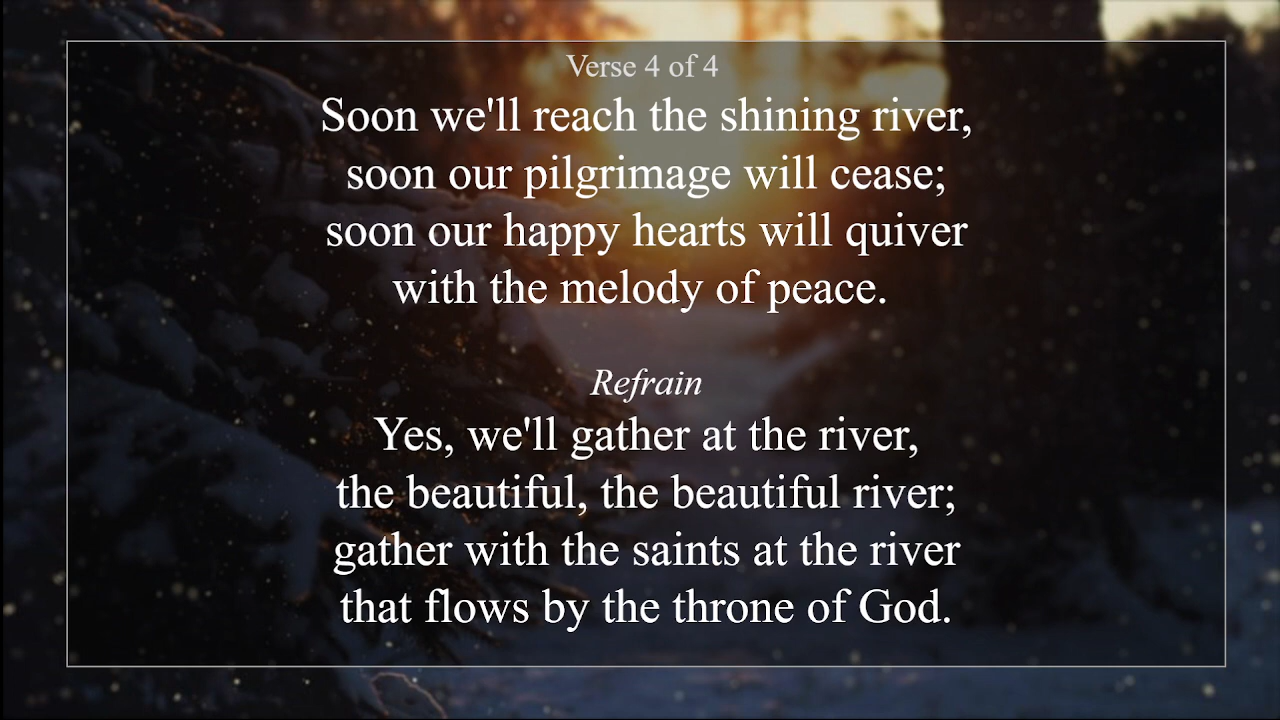 Verse 4 of 4
Soon we'll reach the shining river,
soon our pilgrimage will cease;
soon our happy hearts will quiver
with the melody of peace.
Refrain
Yes, we'll gather at the river,
the beautiful, the beautiful river;
gather with the saints at the river
that flows by the throne of God.